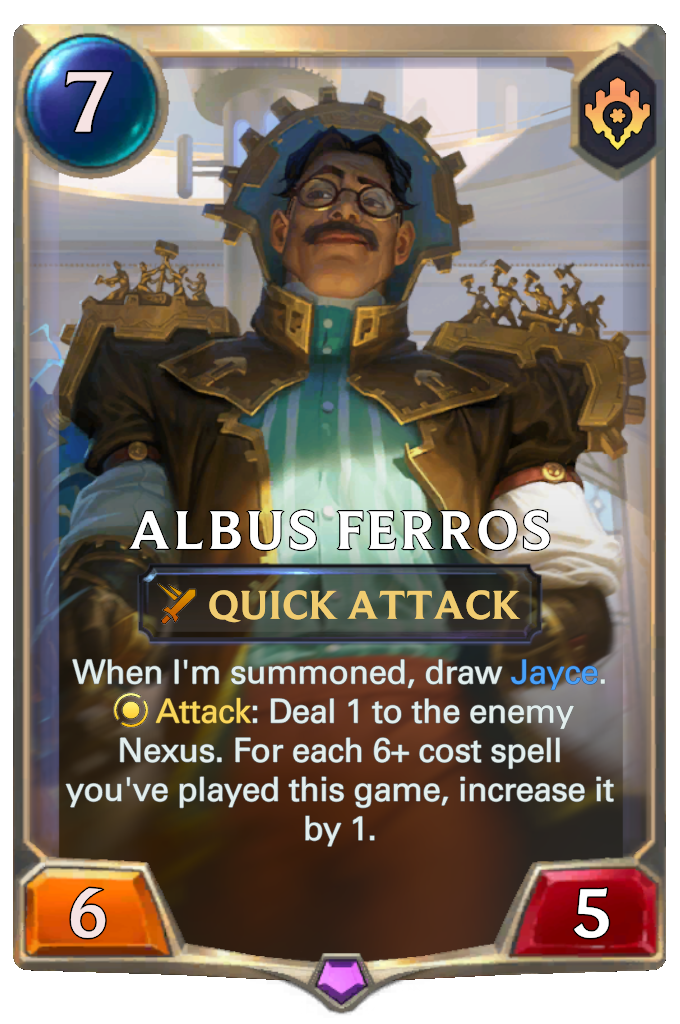 7
ALBUS FERROS
QUICK ATTACK
When I'm summoned, draw Jayce.
Attack: Deal 1 to the enemy
Nexus. For each 6+ cost spell
you've played this game, increase it
by 1.
6
5